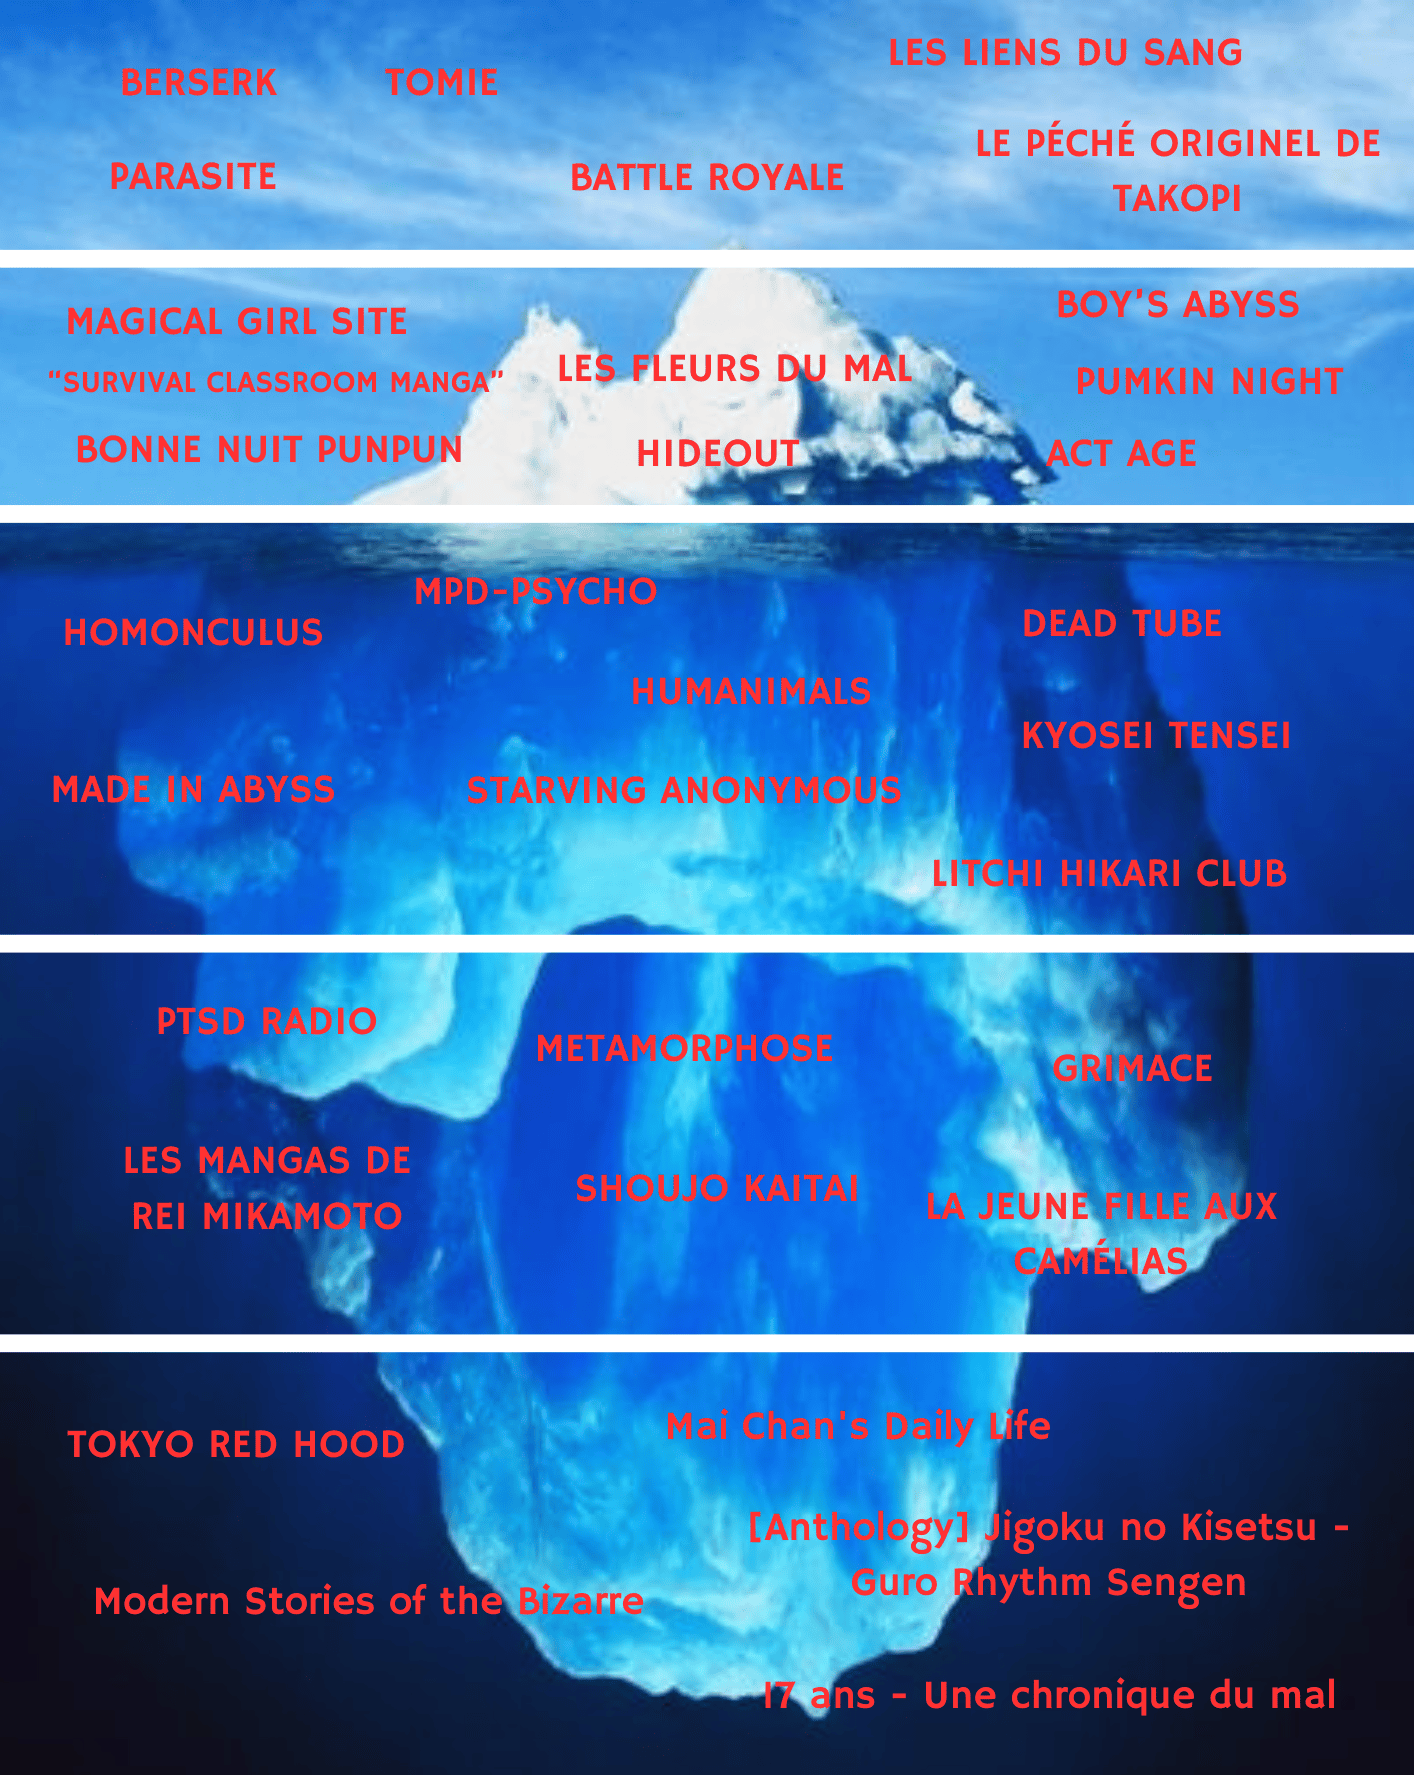 BERSERK
TOMIE
LES LIENS DU SANG
PARASITE
BATTLE ROYALE
LE PÉCHÉ ORIGINEL DE
TAKOPI
MAGICAL GIRL SITE
BOY'S ABYSS
"SURVIVAL CLASSROOM MANGA"
LES FLEURS DU MAL
PUMKIN NIGHT
BONNE NUIT PUNPUN
HIDEOUT
ACT AGE
MPD-PSYCHO
HOMONCULUS
DEAD TUBE
HUMANIMALS
KYOSEI TENSEI
MADE IN ABYSS
STARVING ANONYMOUS
LITCHI HIKARI CLUB
PTSD RADIO
METAMORPHOSE
GRIMACE
LES MANGAS DE
REI MIKAMOTO
SHOUJO KAITAI
LA JEUNE FILLE AUX
CAMÉLIAS
TOKYO RED HOOD
Mai Chan's Daily Life
[Anthology] Jigoku no Kisetsu -
Guro Rhythm Sengen
Modern Stories of the Bizarre
17 ans - Une chronique du mal